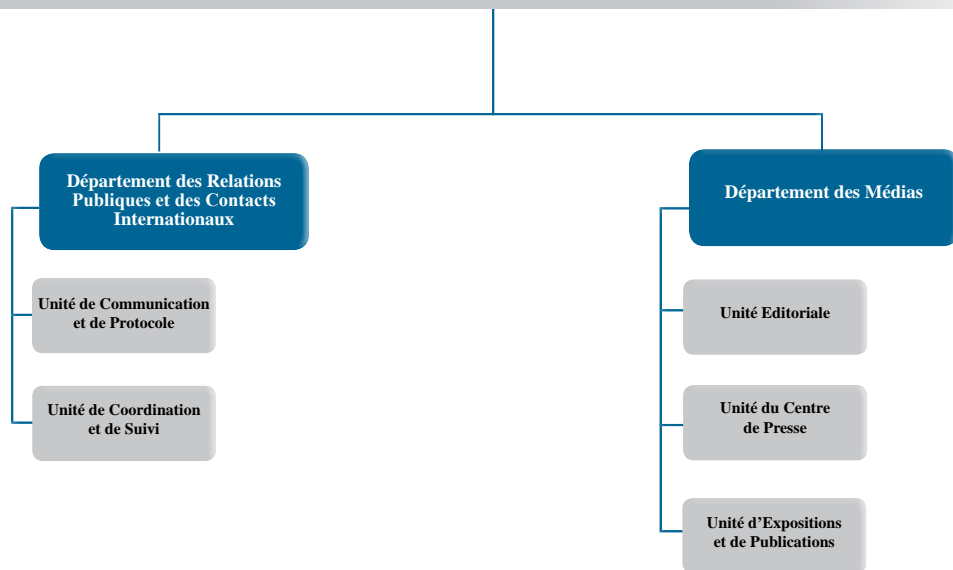 Département des Relations
Publiques et des Contacts
Internationaux
Unité de Communication
et de Protocole
Unité de Coordination
et de Suivi
Département des Médias
Unité Editoriale
Unité du Centre
de Presse
Unité d’Expositions
et de Publications